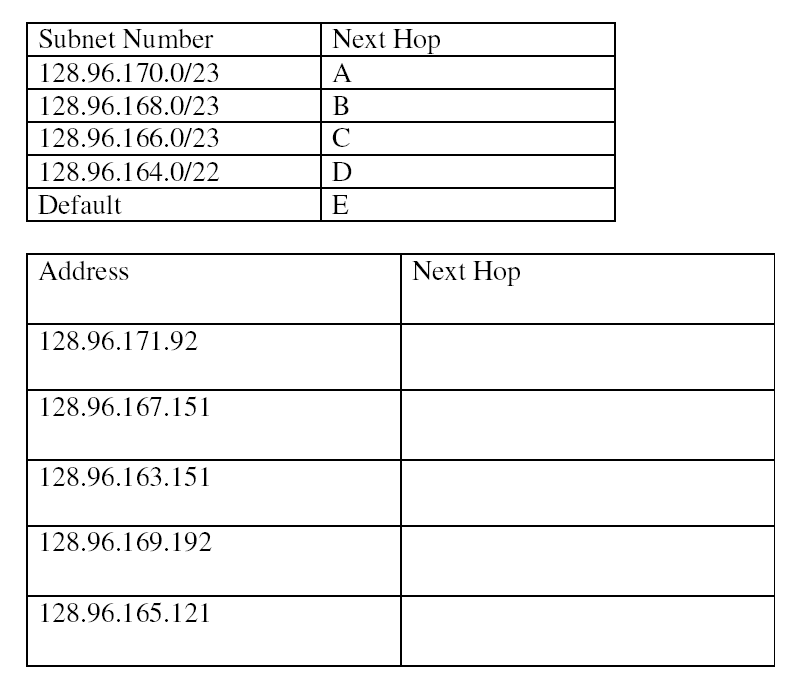 Subnet Number Next Hop
128.96.170.0/23 A
128.96.168.0/23 B
128.96.166.0/23 C
128.96.164.0/22 D
Default E
Address Next Hop
128.96.171.92
128.96.167.151
128.96.163.151
128.96.169.192
128.96.165.121